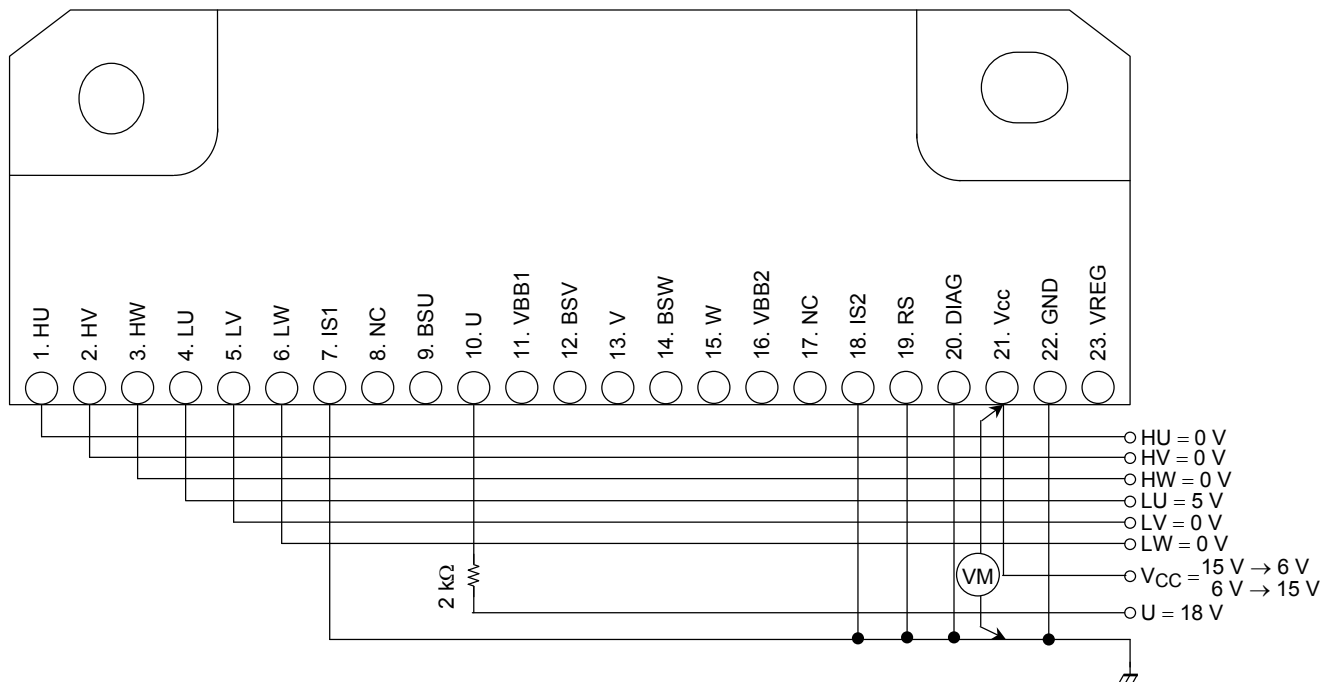 1. HU
2. HV
3. HW
4. LU
5. LV
6. LW
7. IS1
8. NC
9. BSU
10. U
11. VBB1
12. BSV
13. V
14. BSW
15. W
16. VBB2
17. NC
18. IS2
19. RS
20. DIAG
21. Vcc
22. GND
23. VREG
HU = 0 V
HV = 0 V
HW = 0 V
LU = 5 V
LV = 0 V
LW = 0 V
2 kΩ
VM
VCC = 15 V → 6 V
6 V → 15 V
U = 18 V